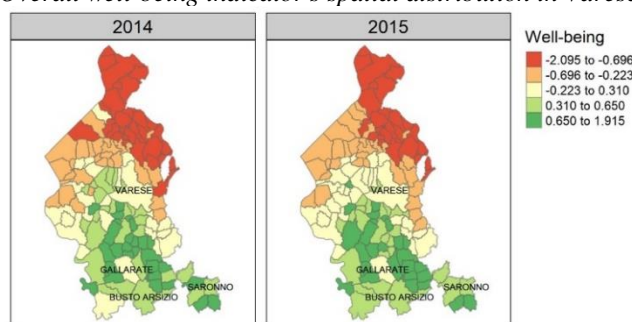 Overall well-being indicator's spatial distribution in Varese
2014 2015
Well-being
-2.095 to -0.696
-0.696 to -0.223
-0.223 to 0.310
0.310 to 0.650
0.650 to 1.915
VARESE VARESE
GALLARATE GALLARATE
SARONNO SARONNO
BUSTO ARSIZIO BUSTO ARSIZIO